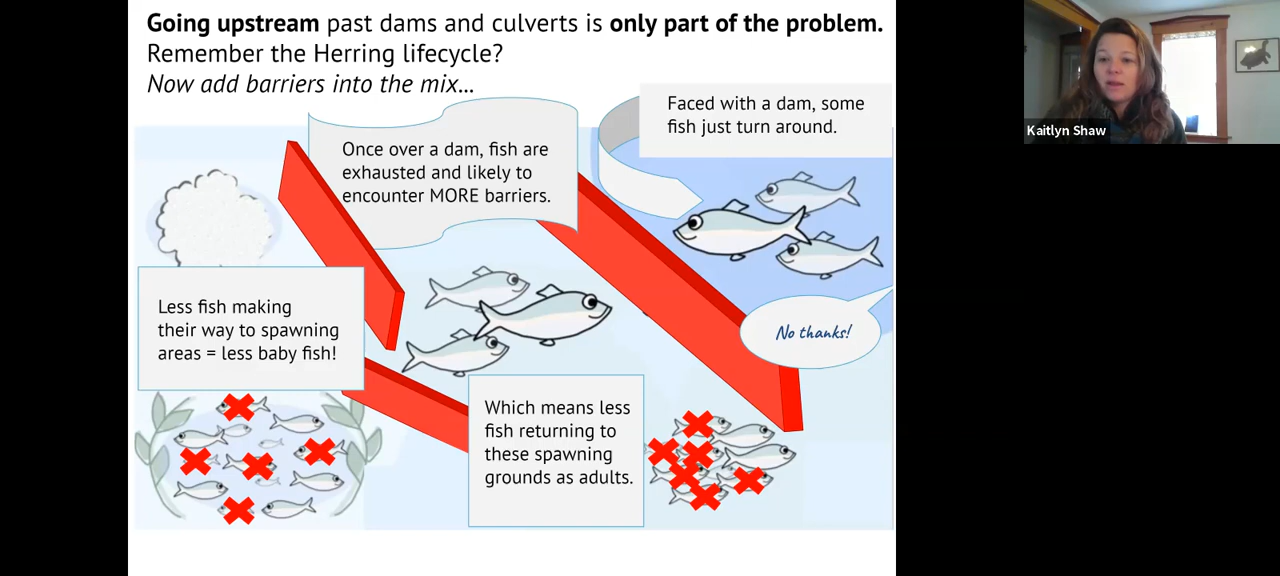 Going upstream past dams and culverts is only part of the problem.
Remember the Herring lifecycle?
Now add barriers into the mix...
Faced with a dam, some
fish just turn around.
Once over a dam, fish are
exhausted and likely to
encounter MORE barriers.
Less fish making
their way to spawning
areas = less baby fish!
No thanks!
Which means less
fish returning to
these spawning
grounds as adults.
Kaitlyn Shaw